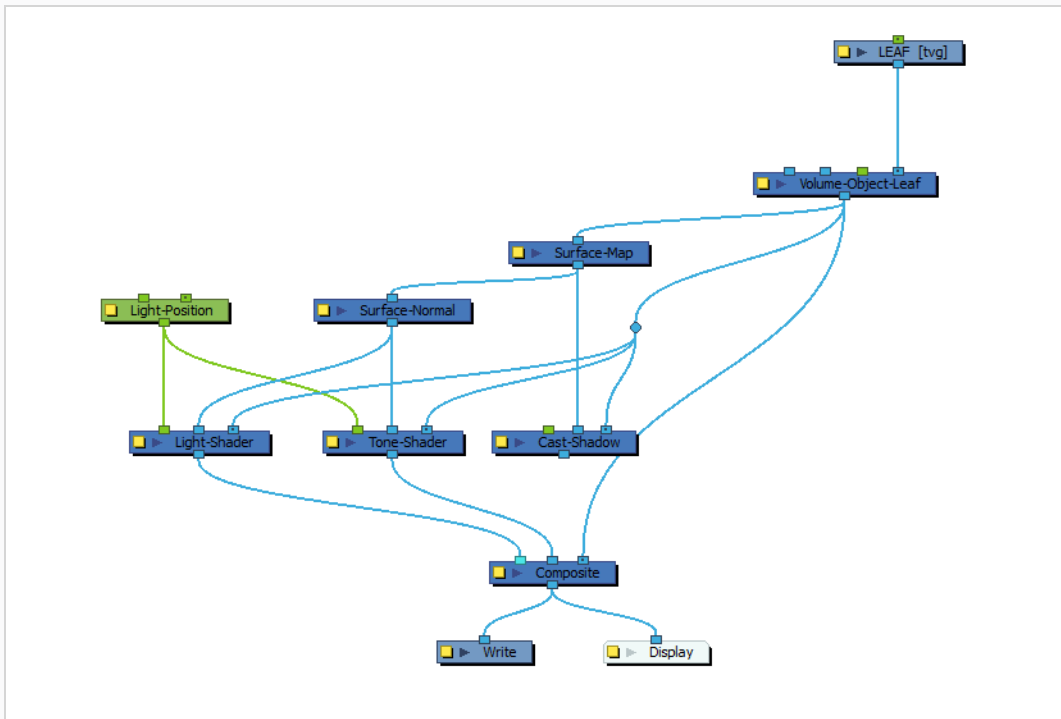 LEAF [tvg]
Volume-Object-Leaf
Surface-Map
Light-Position
Surface-Normal
Light-Shader
Tone-Shader
Cast-Shadow
Composite
Write
Display